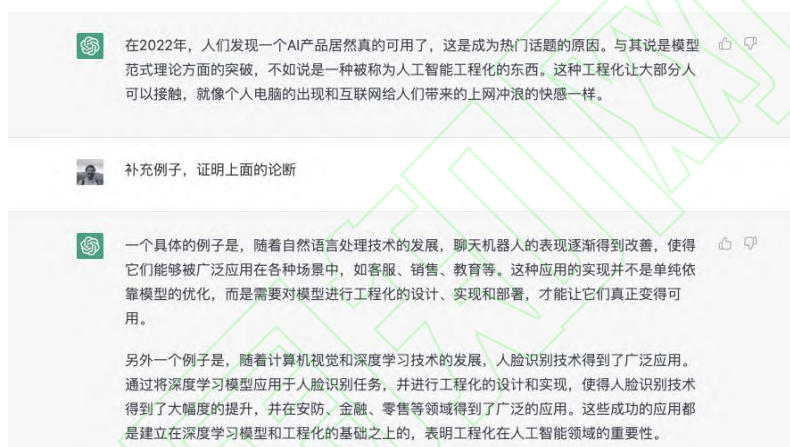 在2022年，人们发现一个AI产品居然真的可用了，这是成为热门话题的原因。与其说是模型
范式理论方面的突破，不如说是一种被称为人工智能工程化的东西。这种工程化让大部分人
可以接触，就像个人电脑的出现和互联网给人们带来的上网冲浪的快感一样。
补充例子，证明上面的论断
一个具体的例子是，随着自然语言处理技术的发展，聊天机器人的表现逐渐得到改善，使得
它们能够被广泛应用在各种场景中，如客服、销售、教育等。这种应用的实现并不是单纯依
靠模型的优化，而是需要对模型进行工程化的设计、实现和部署，才能让它们真正变得可
用。
另外一个例子是，随着计算机视觉和深度学习技术的发展，人脸识别技术得到了广泛应用。
通过将深度学习模型应用于人脸识别任务，并进行工程化的设计和实现，使得人脸识别技术
得到了大幅度的提升，并在安防、金融、零售等领域得到了广泛的应用。这些成功的应用都
是建立在深度学习模型和工程化的基础之上的，表明工程化在人工智能领域的重要性。